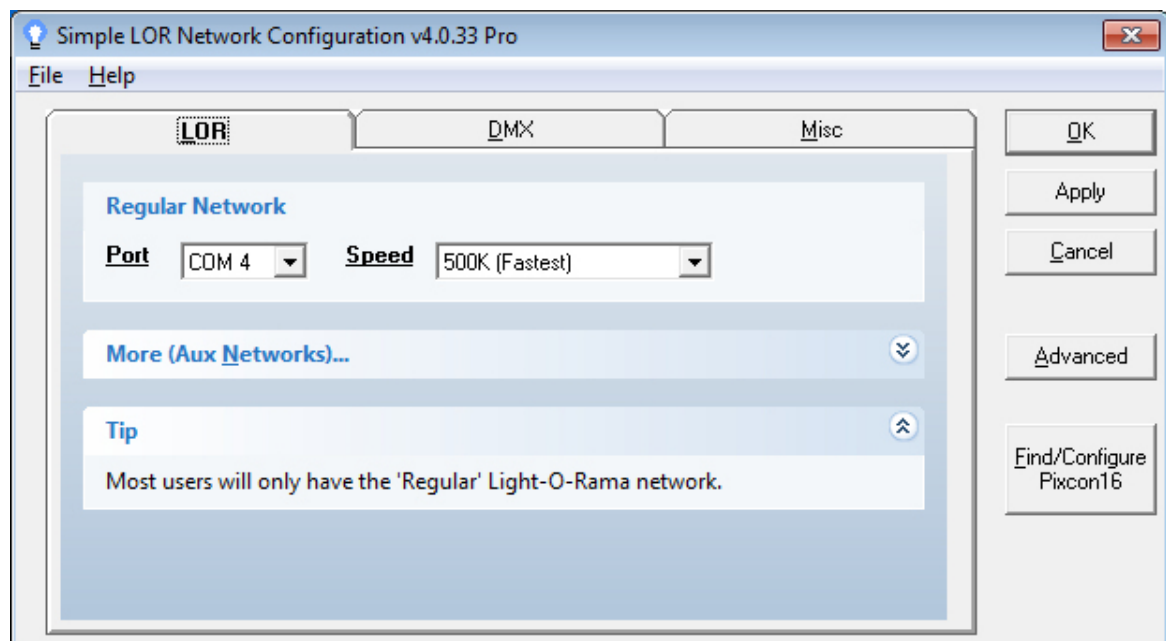 Simple LOR Network Configuration v4.0.33 Pro
File Help
LOR DMX Misc
OK
Apply
Cancel
Advanced
Find/Configure
Pixcon16
Regular Network
Port COM 4 Speed 500K (Fastest)
More (Aux Networks)...
Tip
Most users will only have the 'Regular' Light-O-Rama network.